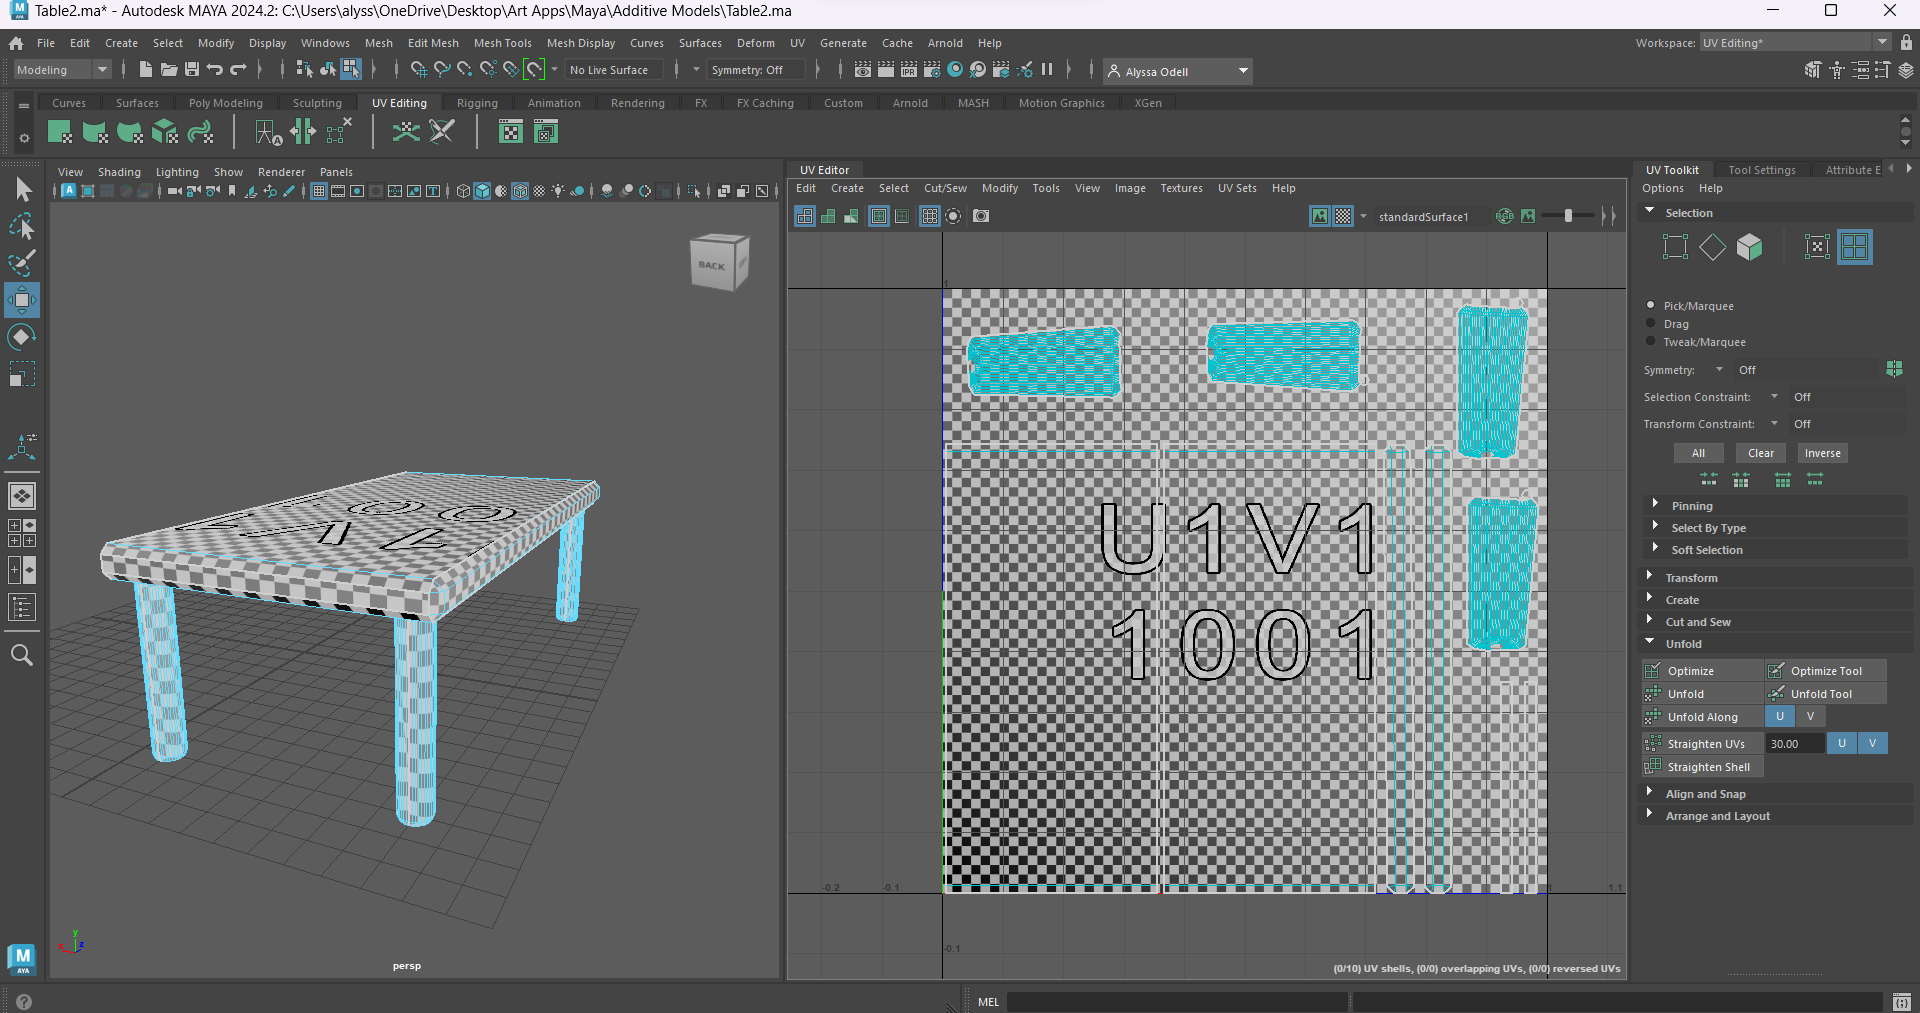 Table2.ma* - Autodesk MAYA 2024.2: C:\Users\alyss\OneDrive\Desktop\Art Apps\Maya\Additive Models\Table2.ma
File Edit Create Select Modify Display Windows Mesh Edit Mesh Mesh Tools Mesh Display Curves Surfaces Deform UV Generate Cache Arnold Help
Workspace: UV Editing*
Modeling No Live Surface Symmetry: Off IPR Alyssa Odell
Curves Surfaces Poly Modeling Sculpting UV Editing Rigging Animation Rendering FX FX Caching Custom Arnold MASH Motion Graphics XGen
View Shading Lighting Show Renderer Panels
BACK
persp
y
x z
M
AYA
UV Editor
Edit Create Select Cut/Sew Modify Tools View Image Textures UV Sets Help
standardSurface1
1
U1V1
1001
-0.2 -0.1 1 1.1
-0.1
(0/10) UV shells, (0/0) overlapping UVs, (0/0) reversed UVs
UV Toolkit Tool Settings Attribute E
Options Help
Selection
Pick/Marquee
Drag
Tweak/Marquee
Symmetry: Off
Selection Constraint: Off
Transform Constraint: Off
All Clear Inverse
Pinning
Select By Type
Soft Selection
Transform
Create
Cut and Sew
Unfold
Optimize Optimize Tool
Unfold Unfold Tool
Unfold Along U V
Straighten UVs 30.00 U V
Straighten Shell
Align and Snap
Arrange and Layout
MEL